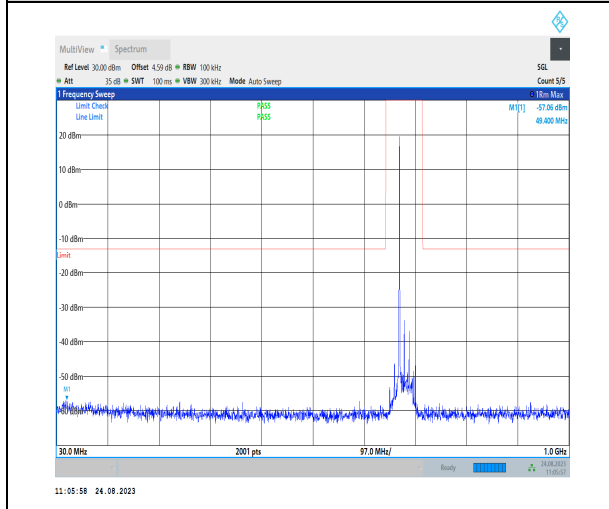 MultiView Spectrum
Ref Level 30.00 dBm Offset 4.59 dB RBW 100 kHz SGL
Att 35 dB SWT 100 ms VBW 300 kHz Mode Auto Sweep Count 5/5
1 Frequency Sweep 1Rm Max
Limit Check PASS M1[1] -57.06 dBm
Line Limit PASS 49.400 MHz
20 dBm
10 dBm
0 dBm
-10 dBm
Limit
-20 dBm
-30 dBm
-40 dBm
-50 dBm
M1
-60 dBm
30.0 MHz 2001 pts 97.0 MHz/ 1.0 GHz
Ready 24.08.2023
11:05:57
11:05:58 24.08.2023